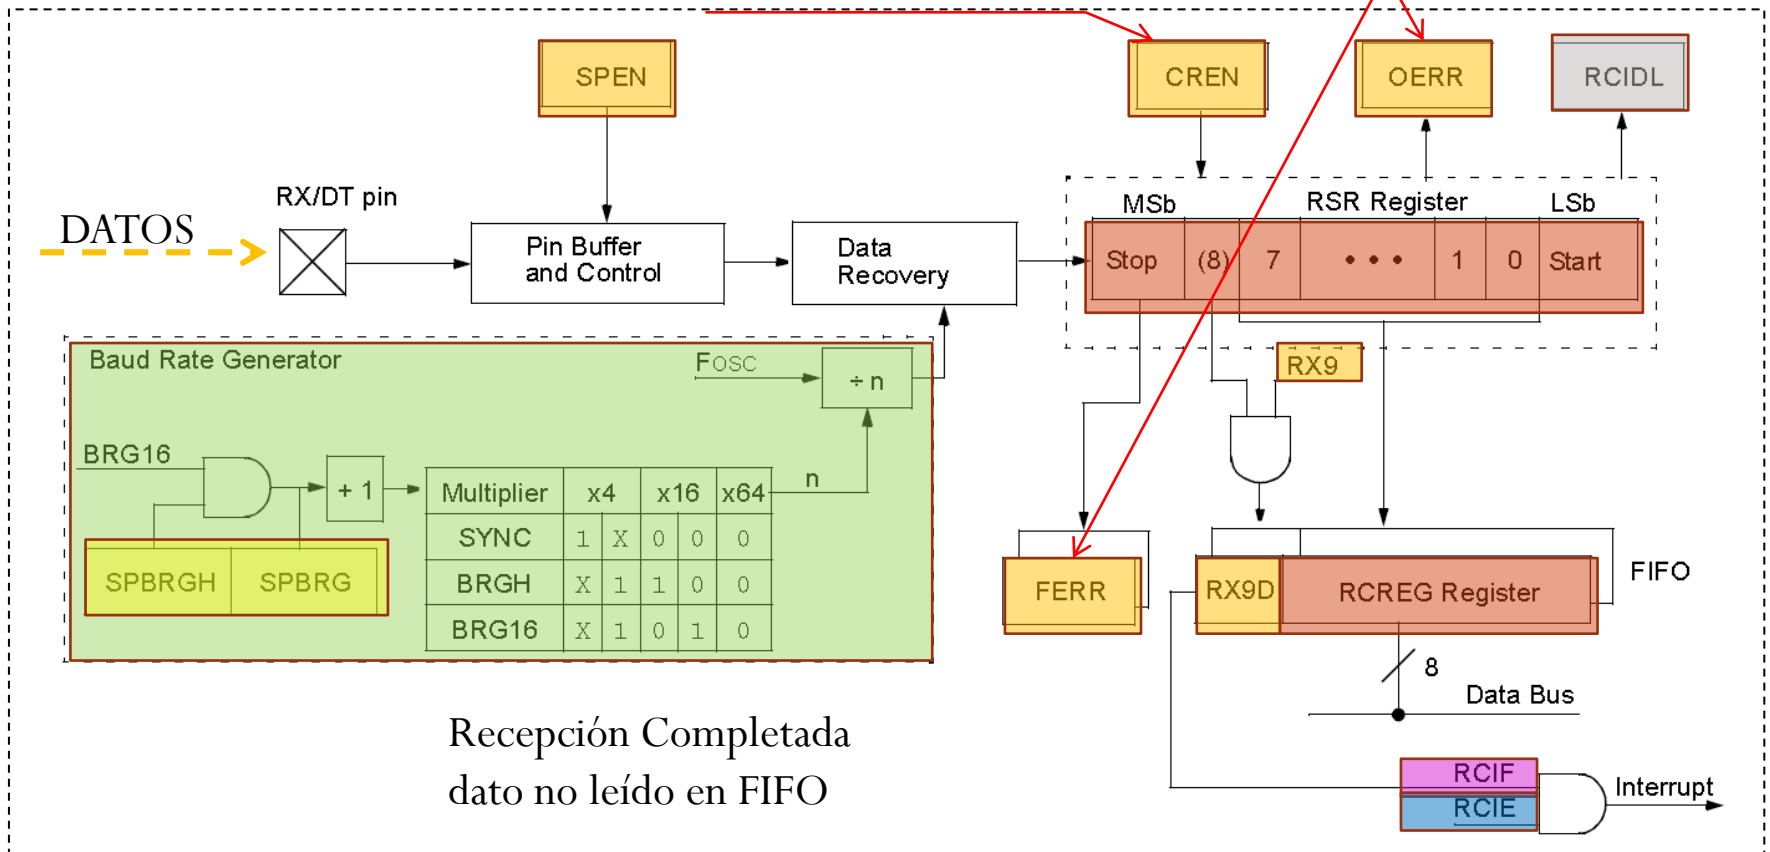 SPEN
CREN
OERR
RCIDL
RX/DT pin
DATOS
Pin Buffer
and Control
Data
Recovery
MSb
RSR Register
LSb
Stop (8) 7 • • • 1 0 Start
Baud Rate Generator
FOSC
÷ n
RX9
BRG16
+ 1
n
Multiplier x4 x16 x64
SYNC 1 X 0 0 0
BRGH X 1 1 0 0
BRG16 X 1 0 1 0
SPBRGH SPBRG
FERR
RX9D RCREG Register
FIFO
8
Data Bus
Recepción Completada
dato no leído en FIFO
RCIF
RCIE
Interrupt